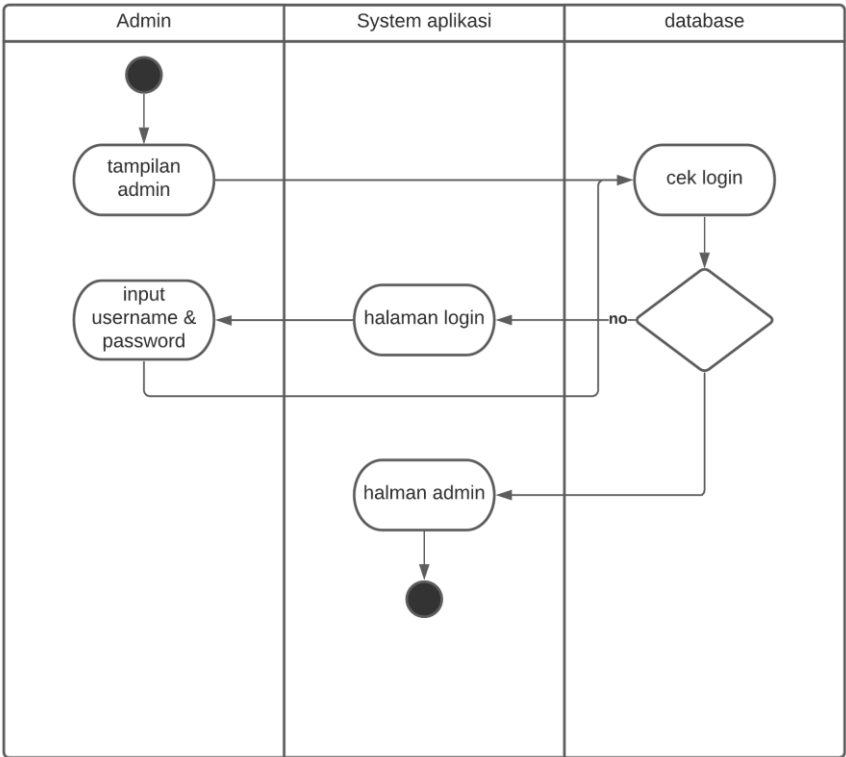 Admin
System aplikasi
database
tampilan
admin
cek login
input
username &
password
halaman login
no
halman admin